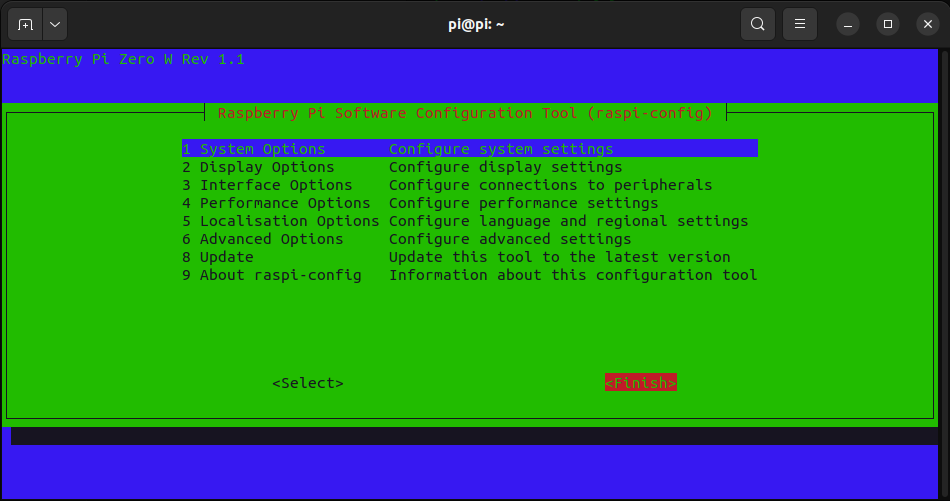 pi@pi: ~
Raspberry Pi Zero W Rev 1.1
Raspberry Pi Software Configuration Tool (raspi-config)
1 System Options Configure system settings
2 Display Options Configure display settings
3 Interface Options Configure connections to peripherals
4 Performance Options Configure performance settings
5 Localisation Options Configure language and regional settings
6 Advanced Options Configure advanced settings
8 Update Update this tool to the latest version
9 About raspi-config Information about this configuration tool
<Select> <Finish>